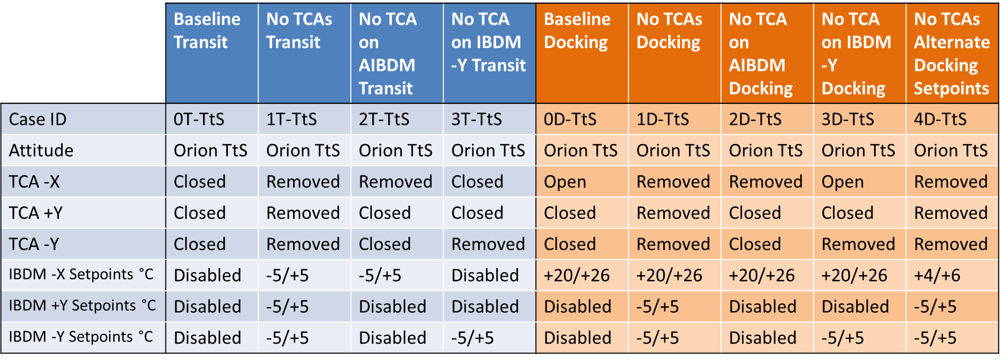 Baseline Transit | No TCAs Transit | No TCA on AIBDM Transit | No TCA on IBDM -Y Transit | Baseline Docking | No TCAs Docking | No TCA on AIBDM Docking | No TCA on IBDM -Y Docking | No TCAs Alternate Docking Setpoints
Case ID | 0T-TtS | 1T-TtS | 2T-TtS | 3T-TtS | 0D-TtS | 1D-TtS | 2D-TtS | 3D-TtS | 4D-TtS
Attitude | Orion TtS | Orion TtS | Orion TtS | Orion TtS | Orion TtS | Orion TtS | Orion TtS | Orion TtS | Orion TtS
TCA -X | Closed | Removed | Removed | Closed | Open | Removed | Removed | Open | Removed
TCA +Y | Closed | Removed | Closed | Closed | Closed | Removed | Closed | Closed | Removed
TCA -Y | Closed | Removed | Closed | Removed | Closed | Removed | Closed | Removed | Removed
IBDM -X Setpoints °C | Disabled | -5/+5 | -5/+5 | Disabled | +20/+26 | +20/+26 | +20/+26 | +20/+26 | +4/+6
IBDM +Y Setpoints °C | Disabled | -5/+5 | Disabled | Disabled | Disabled | -5/+5 | Disabled | Disabled | -5/+5
IBDM -Y Setpoints °C | Disabled | -5/+5 | Disabled | -5/+5 | Disabled | -5/+5 | Disabled | -5/+5 | -5/+5